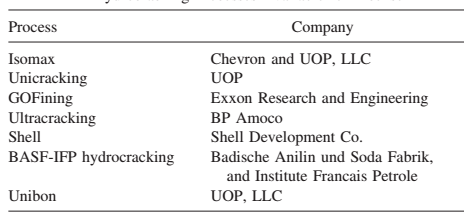 Process Company
Isomax Chevron and UOP, LLC
Unicracking UOP
GOFining Exxon Research and Engineering
Ultracracking BP Amoco
Shell Shell Development Co.
BASF-IFP hydrocracking Badische Anilin und Soda Fabrik,
and Institute Francais Petrole
Unibon UOP, LLC